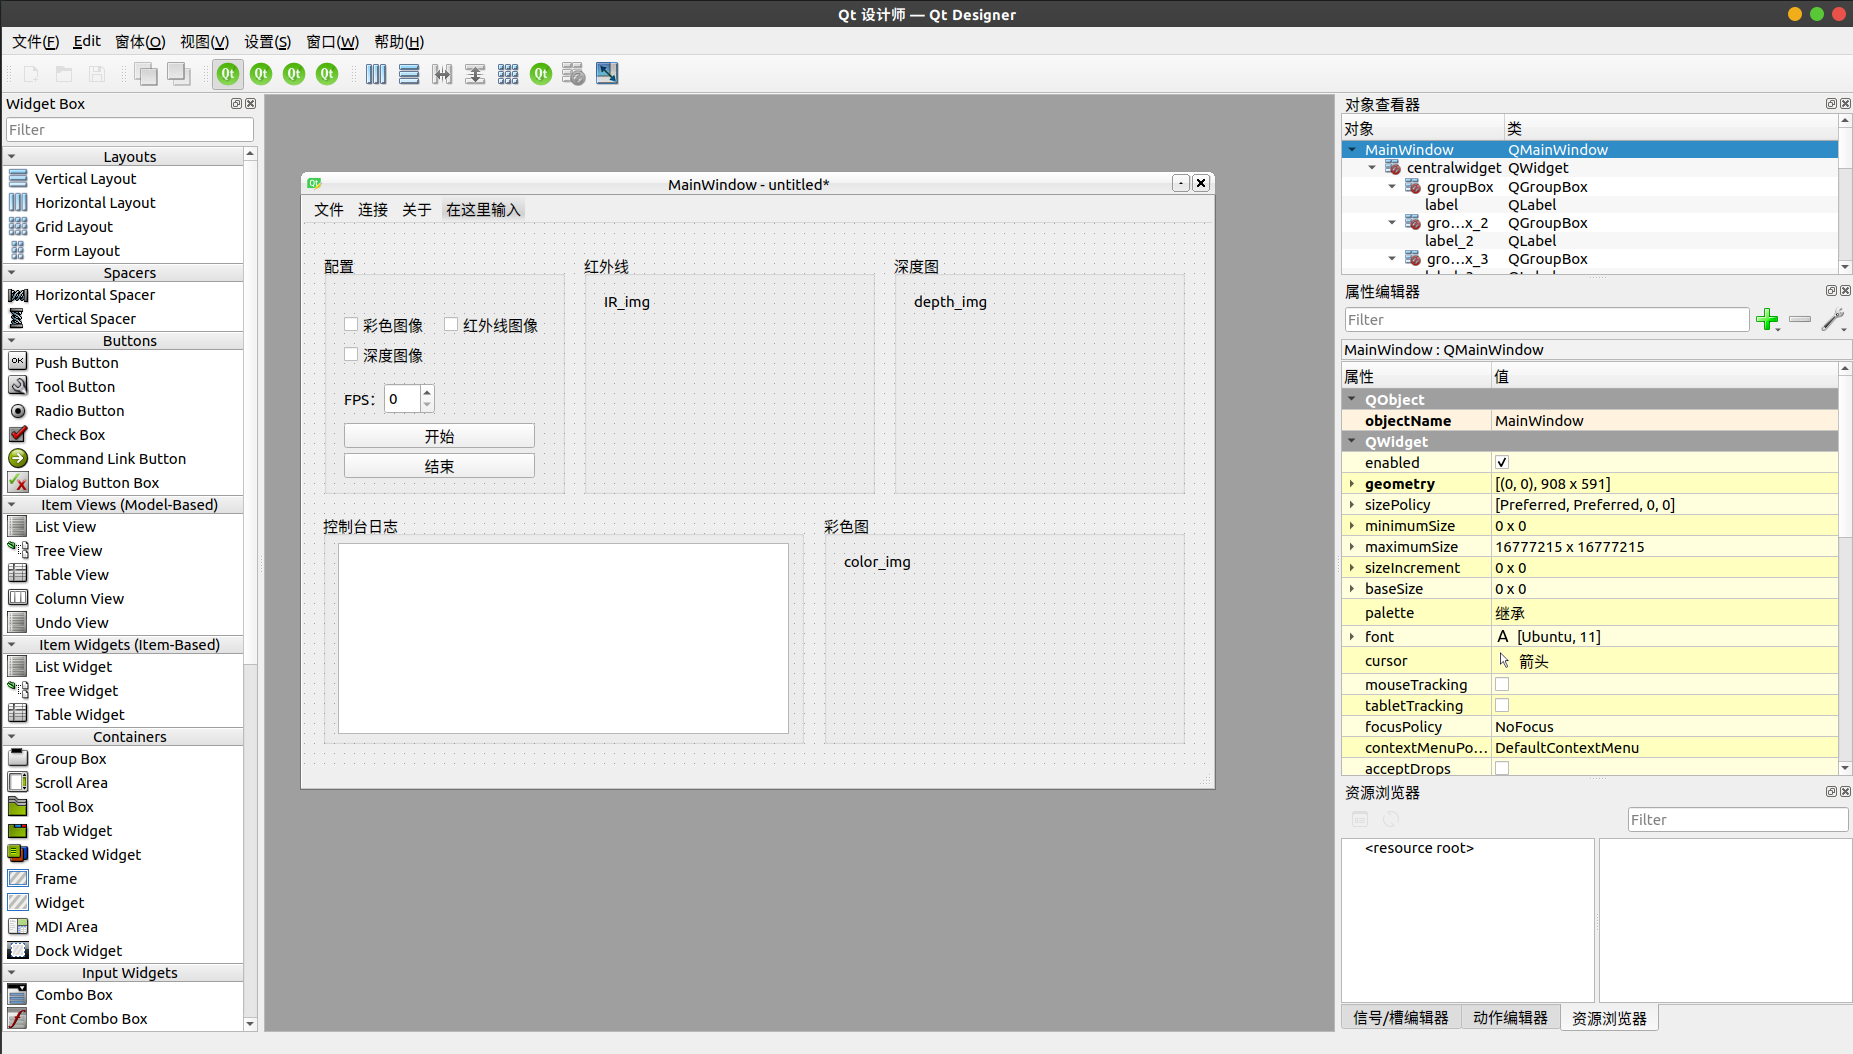 Qt 设计师 — Qt Designer
文件(F) Edit 窗体(O) 视图(V) 设置(S) 窗口(W) 帮助(H)
Widget Box
Filter
Layouts
Vertical Layout
Horizontal Layout
Grid Layout
Form Layout
Spacers
Horizontal Spacer
Vertical Spacer
Buttons
Push Button
Tool Button
Radio Button
Check Box
Command Link Button
Dialog Button Box
Item Views (Model-Based)
List View
Tree View
Table View
Column View
Undo View
Item Widgets (Item-Based)
List Widget
Tree Widget
Table Widget
Containers
Group Box
Scroll Area
Tool Box
Tab Widget
Stacked Widget
Frame
Widget
MDI Area
Dock Widget
Input Widgets
Combo Box
Font Combo Box
MainWindow - untitled*
文件 连接 关于 在这里输入
配置
彩色图像 红外线图像
深度图像
FPS: 0
开始
结束
红外线
IR_img
深度图
depth_img
控制台日志
彩色图
color_img
对象查看器
对象 类
MainWindow QMainWindow
centralwidget QWidget
groupBox QGroupBox
label QLabel
gro...x_2 QGroupBox
label_2 QLabel
gro...x_3 QGroupBox
属性编辑器
Filter
MainWindow : QMainWindow
属性 值
QObject
objectName MainWindow
QWidget
enabled
geometry [(0, 0), 908 x 591]
sizePolicy [Preferred, Preferred, 0, 0]
minimumSize 0 x 0
maximumSize 16777215 x 16777215
sizeIncrement 0 x 0
baseSize 0 x 0
palette 继承
font A [Ubuntu, 11]
cursor 箭头
mouseTracking
tabletTracking
focusPolicy NoFocus
contextMenuPo... DefaultContextMenu
acceptDrops
资源浏览器
Filter
<resource root>
信号/槽编辑器 动作编辑器 资源浏览器